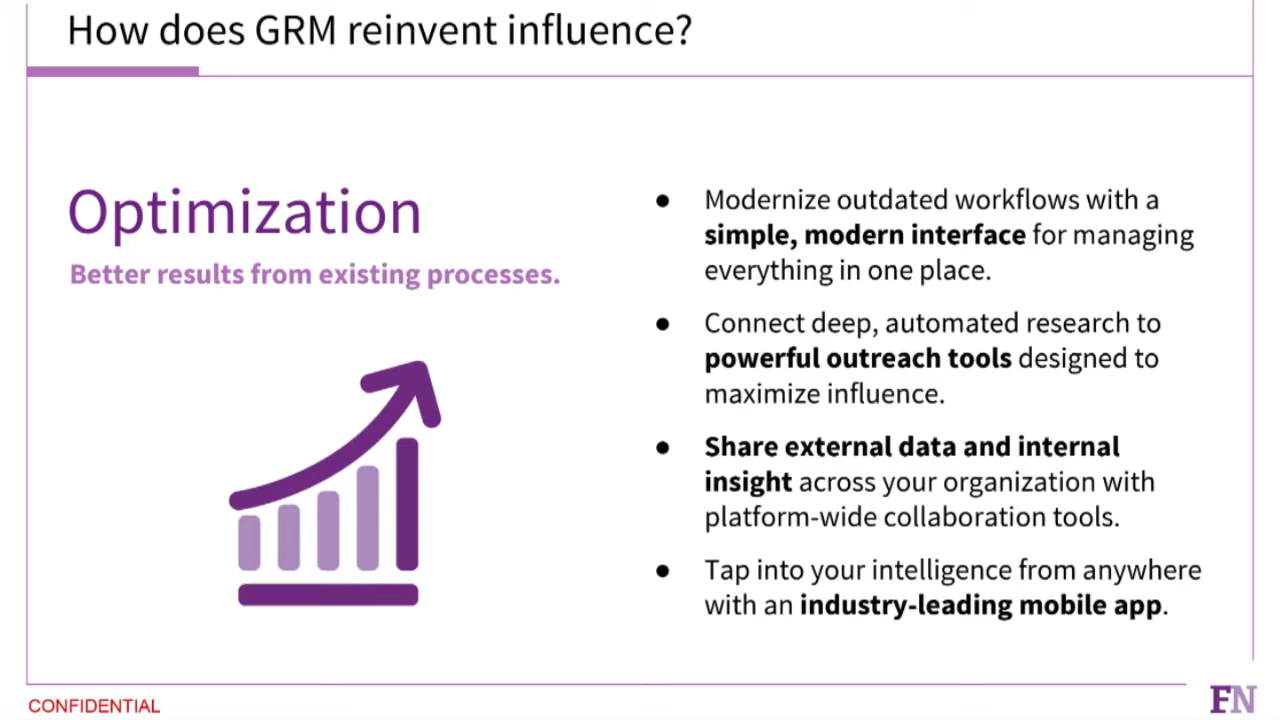 How does GRM reinvent influence?
Optimization
Better results from existing processes.
● Modernize outdated workflows with a
simple, modern interface for managing
everything in one place.
● Connect deep, automated research to
powerful outreach tools designed to
maximize influence.
● Share external data and internal
insight across your organization with
platform-wide collaboration tools.
● Tap into your intelligence from anywhere
with an industry-leading mobile app.
CONFIDENTIAL
FN